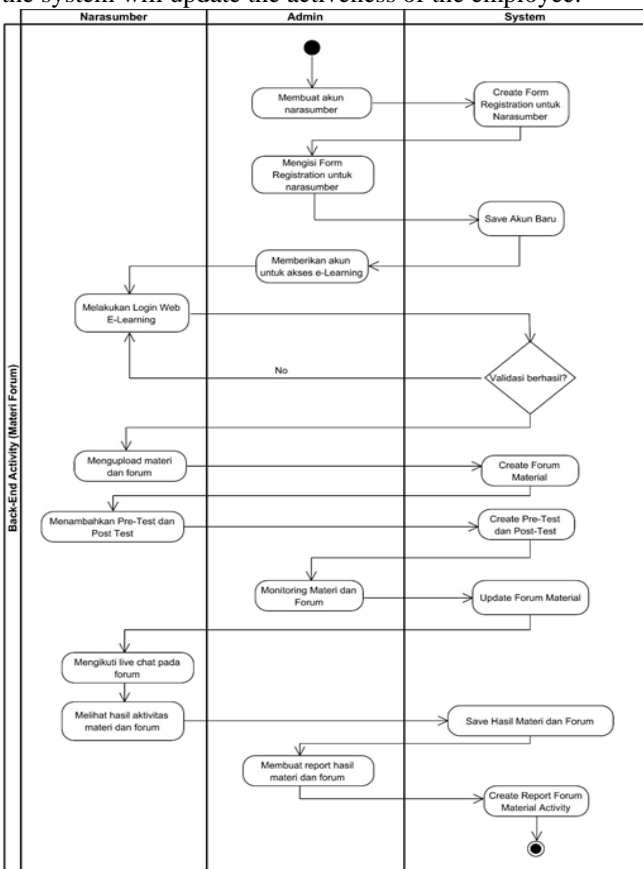 the system will update the activeness of the employee.
Narasumber
Admin
System
Back-End Activity (Materi Forum)
Membuat akun
narasumber
Create Form
Registration untuk
Narasumber
Mengisi Form
Registration untuk
narasumber
Save Akun Baru
Memberikan akun
untuk akses e-Learning
Melakukan Login Web
E-Learning
Validasi berhasil?
No
Mengupload materi
dan forum
Create Forum
Material
Menambahkan Pre-Test dan
Post Test
Create Pre-Test
dan Post-Test
Monitoring Materi dan
Forum
Update Forum Material
Mengikuti live chat pada
forum
Melihat hasil aktivitas
materi dan forum
Save Hasil Materi dan Forum
Membuat report hasil
materi dan forum
Create Report Forum
Material Activity